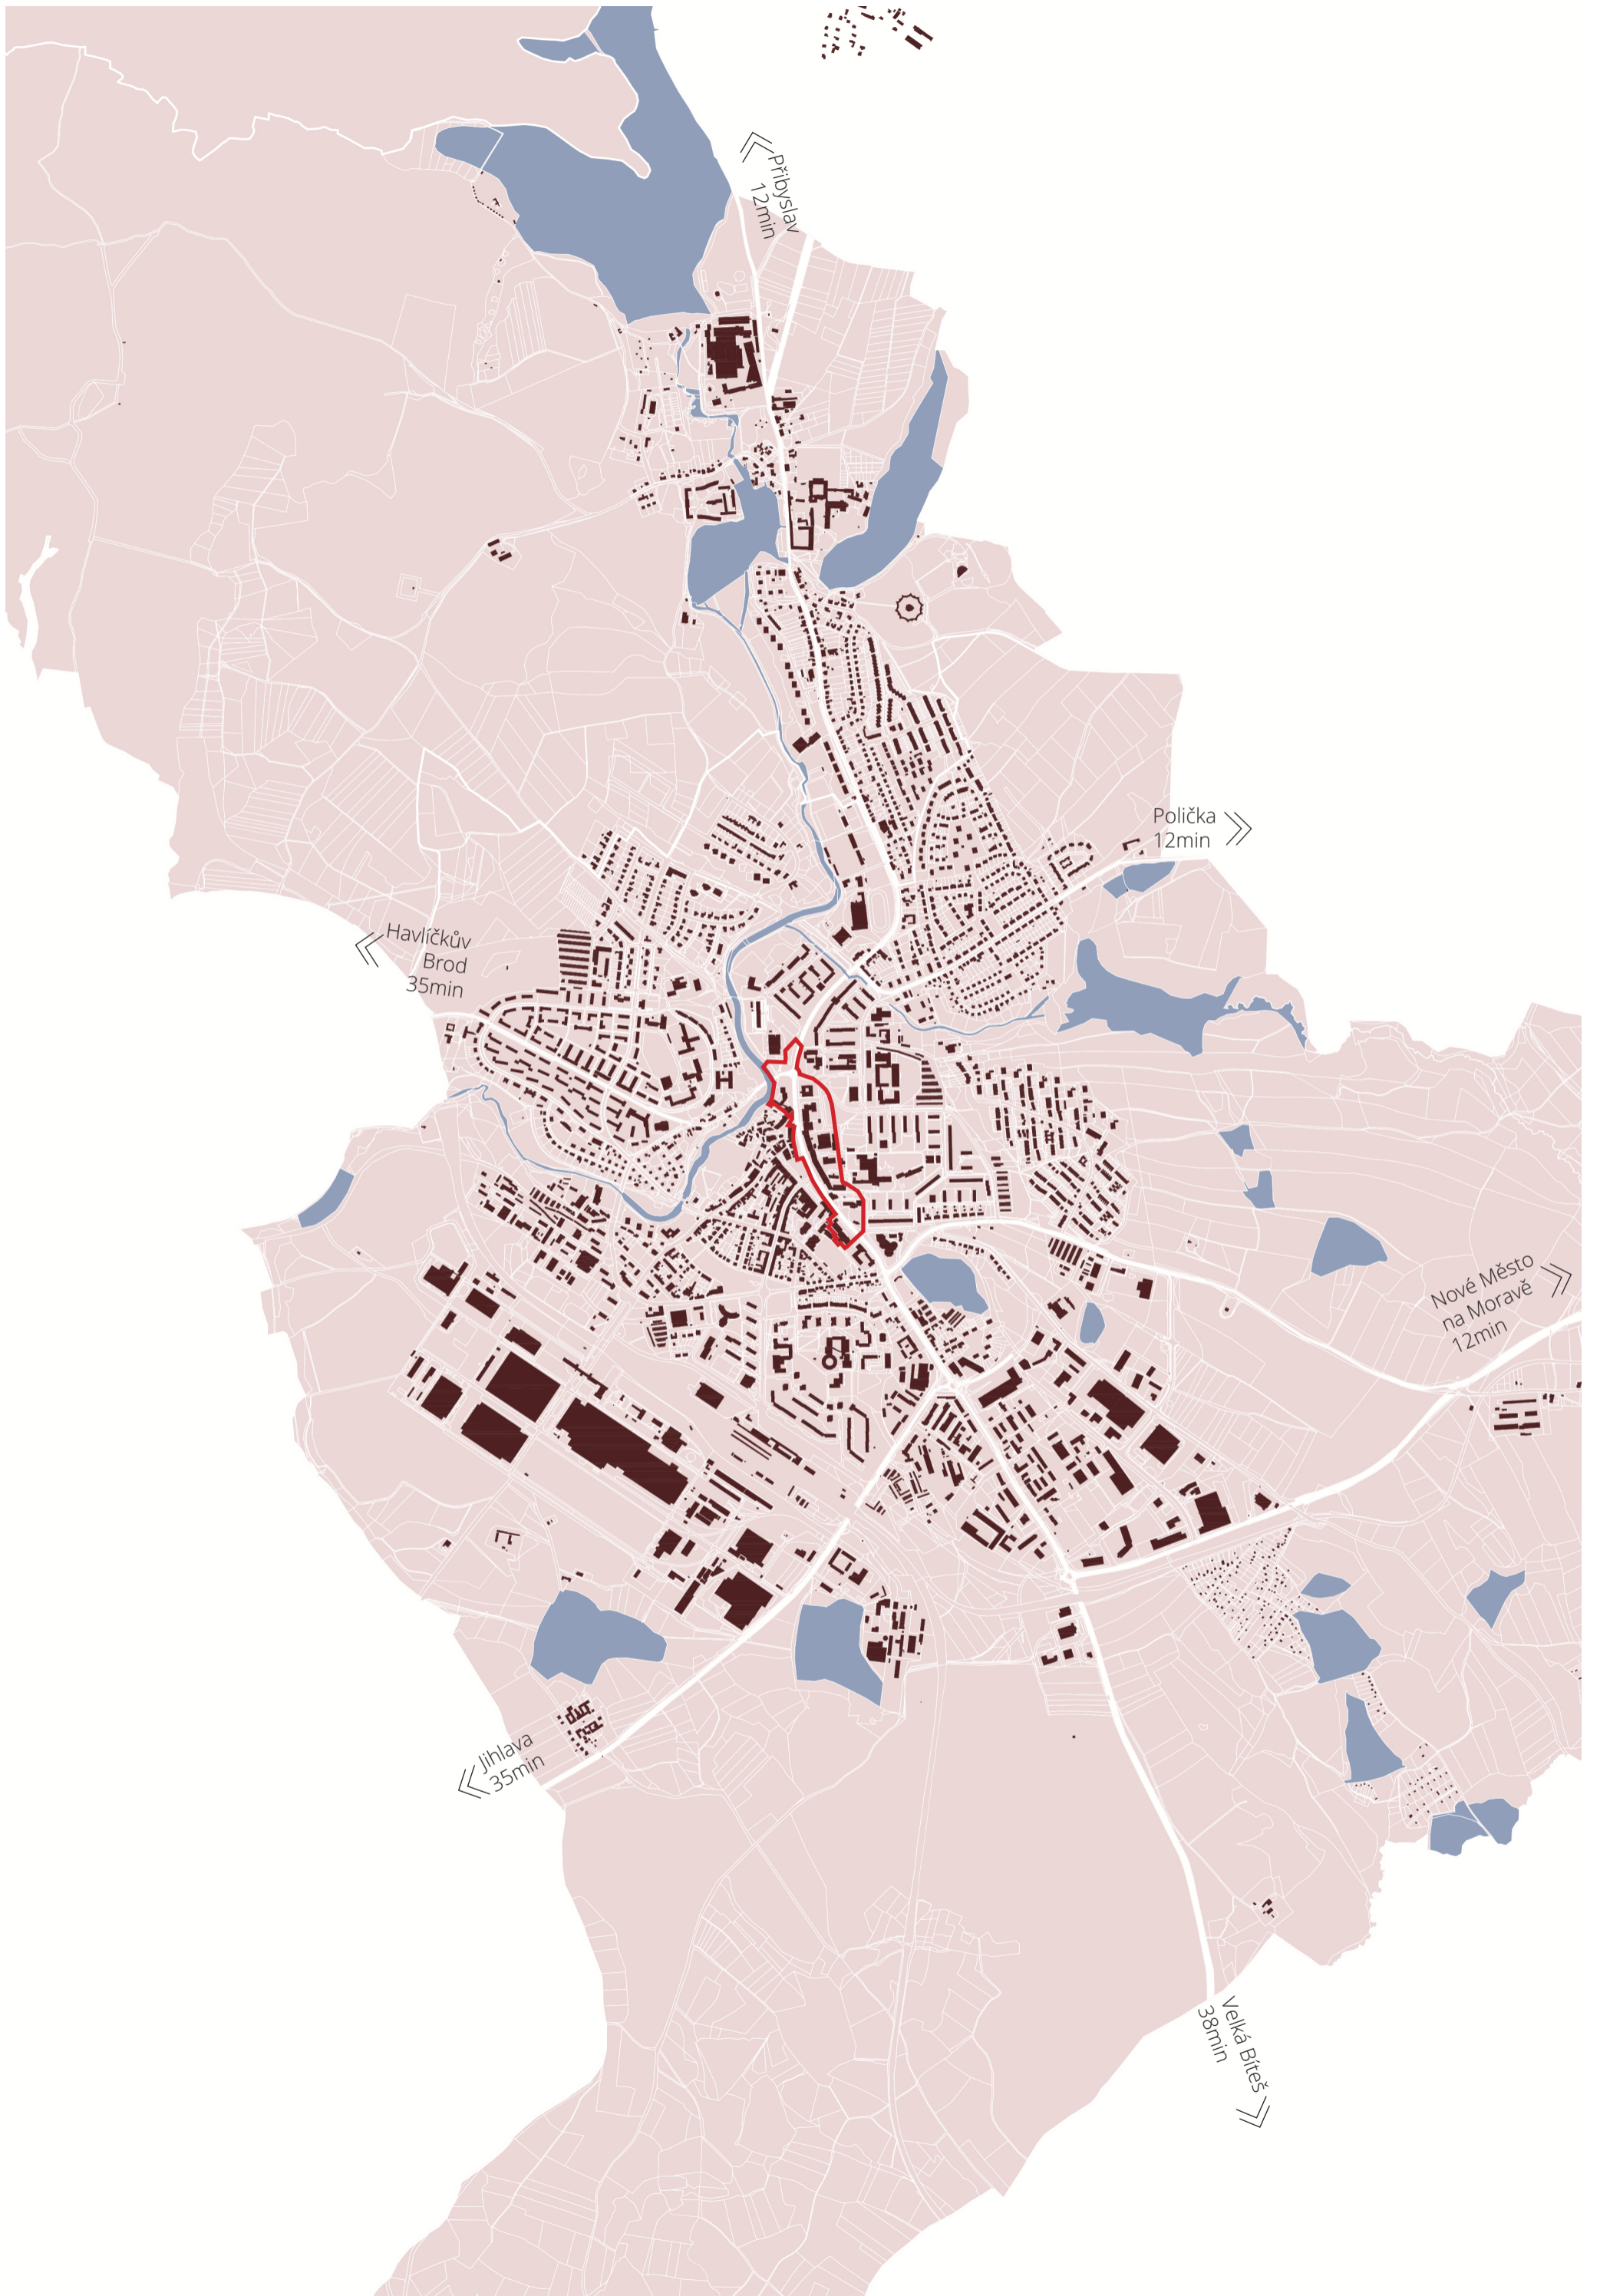 Přibyslav
12min
Polička
12min
Havlíčkův
Brod
35min
Nové Město
na Moravě
12min
Jihlava
35min
Velká Bíteš
38min